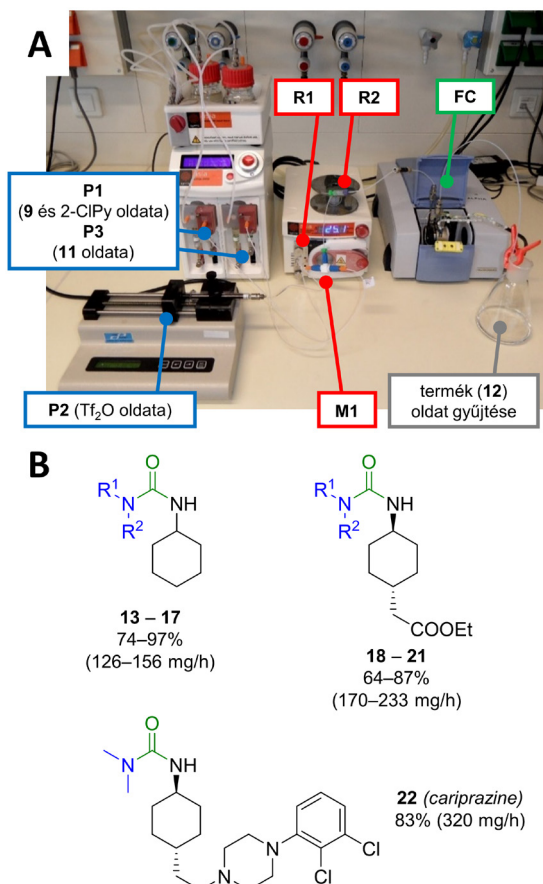 A
R1
R2
FC
P1
(9 és 2-ClPy oldata)
P3
(11 oldata)
P2 (Tf₂O oldata)
M1
termék (12)
oldat gyűjtése
B
O
R¹
N
NH
R²
13 – 17
74–97%
(126–156 mg/h)
O
R¹
N
NH
R²
COOEt
18 – 21
64–87%
(170–233 mg/h)
O
N
NH
22 (cariprazine)
83% (320 mg/h)
N
Cl
N
Cl